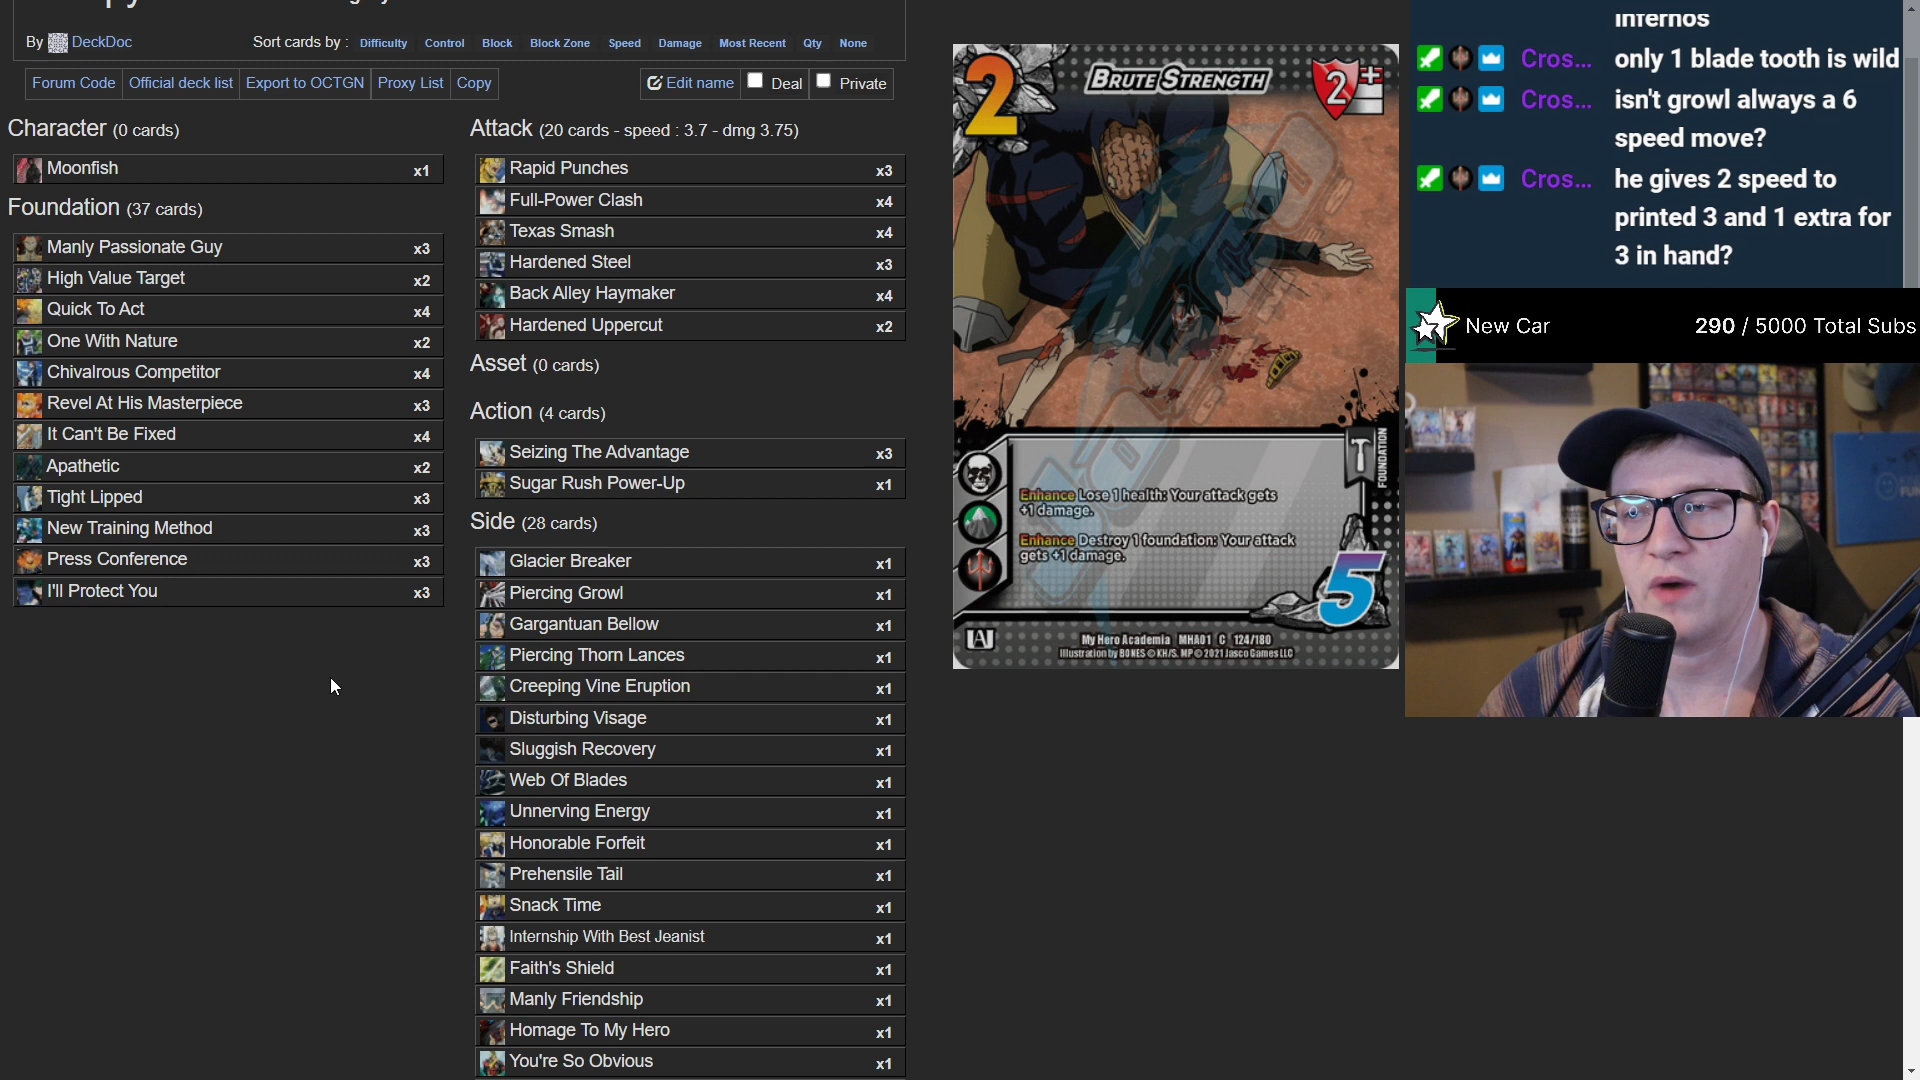 By DeckDoc
Sort cards by : Difficulty Control Block Block Zone Speed Damage Most Recent Qty None
Forum Code Official deck list Export to OCTGN Proxy List Copy
Edit name Deal Private
Character (0 cards)
Moonfish x1
Foundation (37 cards)
Manly Passionate Guy x3
High Value Target x2
Quick To Act x4
One With Nature x2
Chivalrous Competitor x4
Revel At His Masterpiece x3
It Can't Be Fixed x4
Apathetic x2
Tight Lipped x3
New Training Method x3
Press Conference x3
I'll Protect You x3
Attack (20 cards - speed : 3.7 - dmg 3.75)
Rapid Punches x3
Full-Power Clash x4
Texas Smash x4
Hardened Steel x3
Back Alley Haymaker x4
Hardened Uppercut x2
Asset (0 cards)
Action (4 cards)
Seizing The Advantage x3
Sugar Rush Power-Up x1
Side (28 cards)
Glacier Breaker x1
Piercing Growl x1
Gargantuan Bellow x1
Piercing Thorn Lances x1
Creeping Vine Eruption x1
Disturbing Visage x1
Sluggish Recovery x1
Web Of Blades x1
Unnerving Energy x1
Honorable Forfeit x1
Prehensile Tail x1
Snack Time x1
Internship With Best Jeanist x1
Faith's Shield x1
Manly Friendship x1
Homage To My Hero x1
You're So Obvious x1
2 BRUTE STRENGTH 2 +
FOUNDATION
Enhance Lose 1 health: Your attack gets
+1 damage.
Enhance Destroy 1 foundation: Your attack
gets +1 damage.
5
My Hero Academia MHA01 C 124/180
Illustration by BONES © KH/S, MP © 2021 Jasco Games LLC
infernos
Cros... only 1 blade tooth is wild
Cros... isn't growl always a 6
speed move?
Cros... he gives 2 speed to
printed 3 and 1 extra for
3 in hand?
New Car 290 / 5000 Total Subs